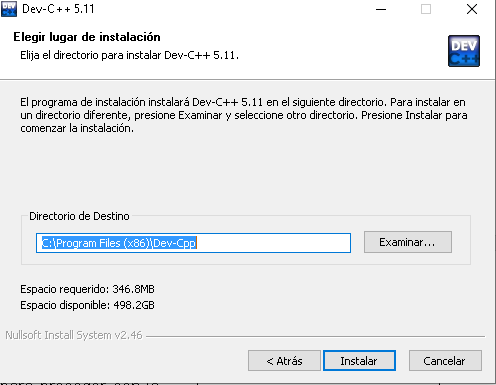 Dev-C++ 5.11
Elegir lugar de instalación
Elija el directorio para instalar Dev-C++ 5.11.
DEV
C++
El programa de instalación instalará Dev-C++ 5.11 en el siguiente directorio. Para instalar en
un directorio diferente, presione Examinar y seleccione otro directorio. Presione Instalar para
comenzar la instalación.
Directorio de Destino
C:\Program Files (x86)\Dev-Cpp
Examinar...
Espacio requerido: 346.8MB
Espacio disponible: 498.2GB
Nullsoft Install System v2.46
< Atrás
Instalar
Cancelar